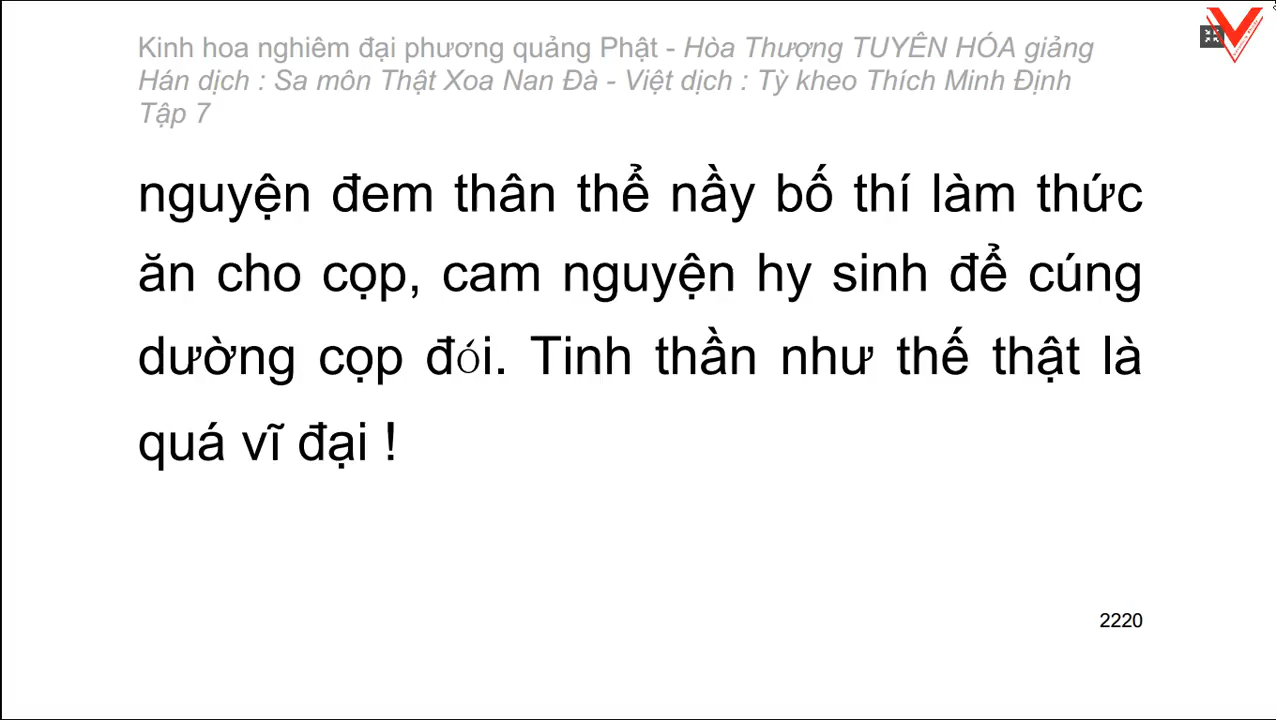 Kinh hoa nghiêm đại phương quảng Phật - Hòa Thượng TUYÊN HÓA giảng
Hán dịch : Sa môn Thật Xoa Nan Đà - Việt dịch : Tỳ kheo Thích Minh Định
Tập 7
nguyện đem thân thể nầy bố thí làm thức
ăn cho cọp, cam nguyện hy sinh để cúng
dường cọp đói. Tinh thần như thế thật là
quá vĩ đại !
2220